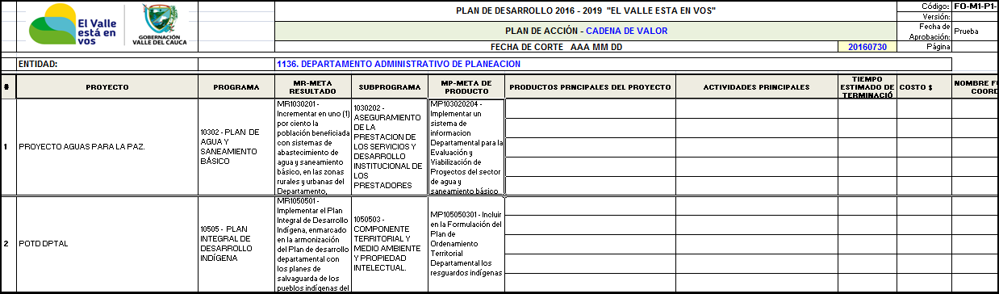 El Valle
está en
vos
GOBERNACIÓN
VALLE DEL CAUCA
PLAN DE DESARROLLO 2016 - 2019 "EL VALLE ESTA EN VOS"
PLAN DE ACCIÓN - CADENA DE VALOR
FECHA DE CORTE AAA MM DD
20160730
Código: FO-M1-P1-
Versión:
Fecha de
Aprobación: Prueba
Página
ENTIDAD:
1136. DEPARTAMENTO ADMINISTRATIVO DE PLANEACION
#
PROYECTO
PROGRAMA
MR-META
RESULTADO
SUBPROGRAMA
MP-META DE
PRODUCTO
PRODUCTOS PRNCIPALES DEL PROYECTO
ACTIVIDADES PRINCIPALES
TIEMPO
ESTIMADO DE
TERMINACIÓ
COSTO $
NOMBRE F
COORD
1
PROYECTO AGUAS PARA LA PAZ.
10302 - PLAN DE
AGUA Y
SANEAMIENTO
BÁSICO
MR1030201 -
Incrementar en uno (1)
por ciento la
población beneficiada
con sistemas de
abastecimiento de
agua y saneamiento
básico, en las zonas
rurales y urbanas del
Departamento,
1030202 -
ASEGURAMIENTO
DE LA
PRESTACION DE
LOS SERVICIOS Y
DESARROLLO
INSTITUCIONAL DE
LOS
PRESTADORES
MP103020204 -
Implementar un
sistema de
informacion
Departamental para la
Evaluación y
Viabilización de
Proyectos del sector
de agua y
saneamiento básico
2
POTD DPTAL
10505 - PLAN
INTEGRAL DE
DESARROLLO
INDÍGENA
MR1050501 -
Implementar el Plan
Integral de Desarrollo
Indígena, enmarcado
en la armonización
del Plan de desarrollo
departamental con
los planes de
salvaguarda de los
pueblos indígenas del
1050503 -
COMPONENTE
TERRITORIAL Y
MEDIO AMBIENTE
Y PROPIEDAD
INTELECTUAL.
MP105050301 - Incluir
en la Formulación del
Plan de
Ordenamiento
Territorial
Departamental los
resguardos indígenas